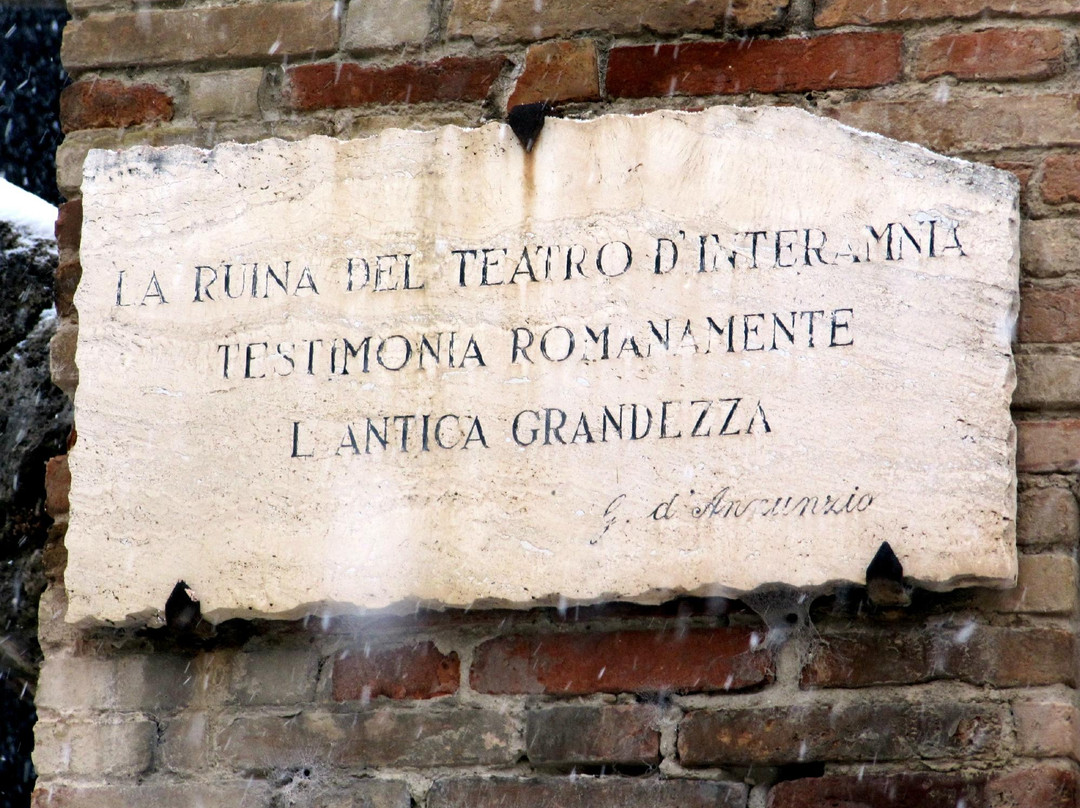 LA RUINA DEL TEATRO D'INTERAMNIA
TESTIMONIA ROMANAMENTE
L ANTICA GRANDEZZA
G. d'Annunzio